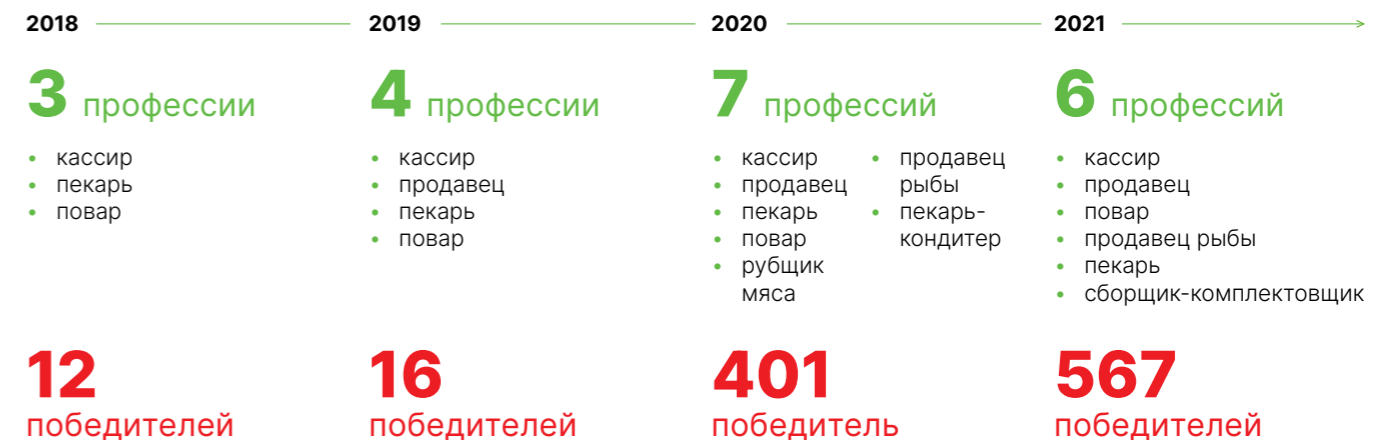 2018
3 профессии
• кассир
• пекарь
• повар
12
победителей
2019
4 профессии
• кассир
• продавец
• пекарь
• повар
16
победителей
2020
7 профессий
• кассир
• продавец
• пекарь
• повар
• рубщик
мяса
• продавец
рыбы
• пекарь-
кондитер
401
победитель
2021
6 профессий
• кассир
• продавец
• повар
• продавец рыбы
• пекарь
• сборщик-комплектовщик
567
победителей